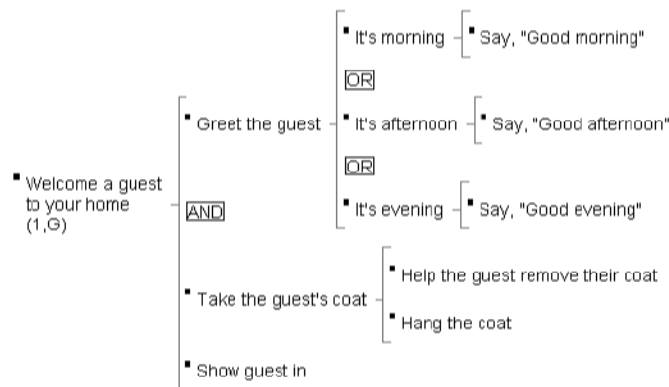 It's morning
Say, "Good morning"
OR
Greet the guest
It's afternoon
Say, "Good afternoon"
OR
Welcome a guest
to your home
(1,G)
AND
It's evening
Say, "Good evening"
Take the guest's coat
Help the guest remove their coat
Hang the coat
Show guest in